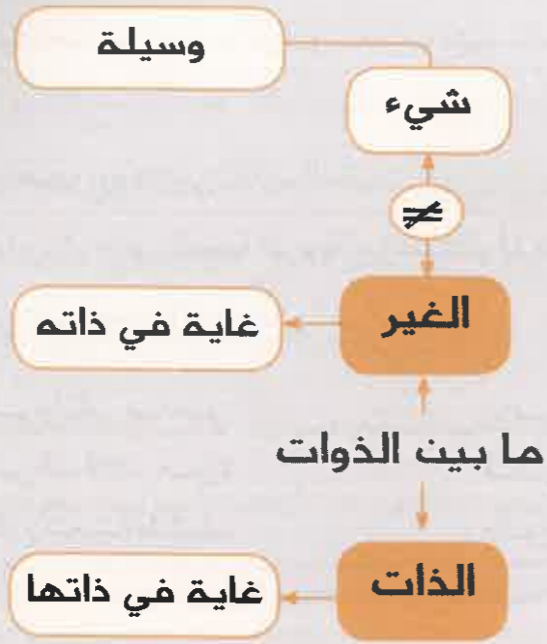 وسيلة
شيء
≠
الغير
غاية في ذاته
ما بين الذوات
الذات
غاية في ذاتها